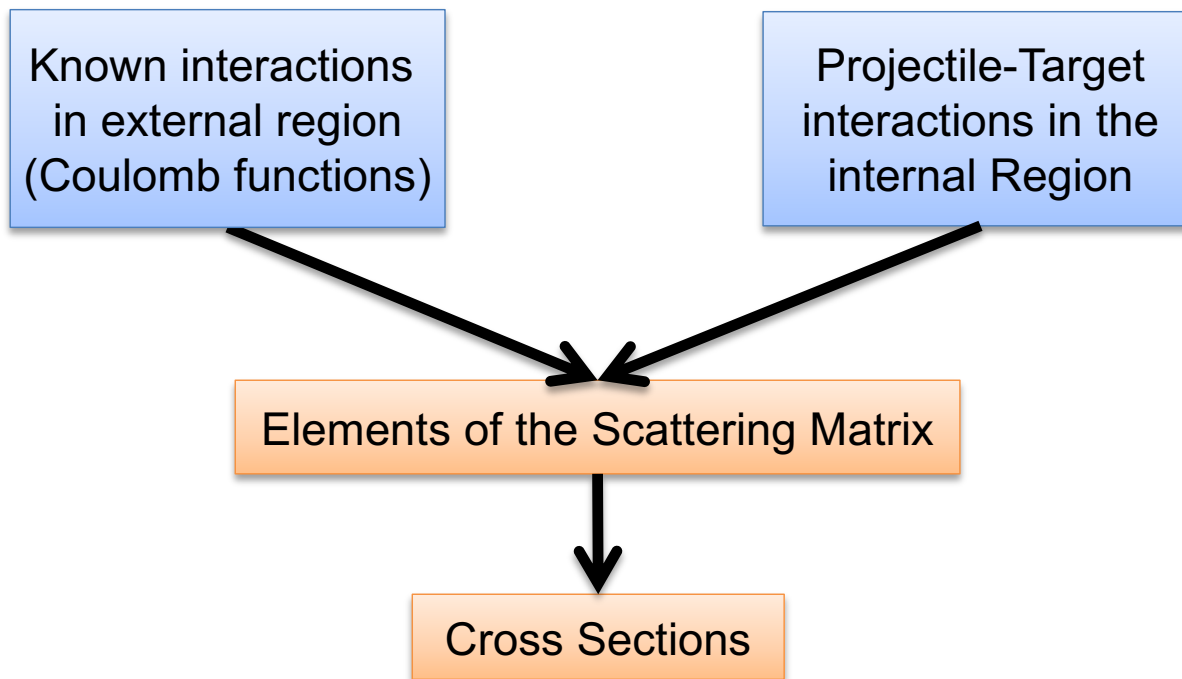 Known interactions
in external region
(Coulomb functions)
Projectile-Target
interactions in the
internal Region
Elements of the Scattering Matrix
Cross Sections